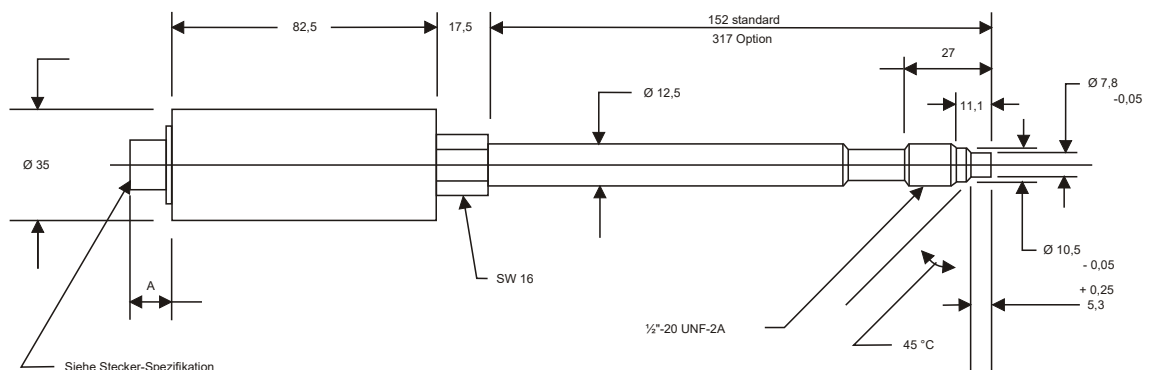 82,5
17,5
152 standard
317 Option
27
Ø 7,8
-0,05
11,1
Ø 12,5
Ø 35
Ø 10,5
- 0,05
+ 0,25
5,3
A
SW 16
½"-20 UNF-2A
45 °C
Siehe Stecker-Spezifikation